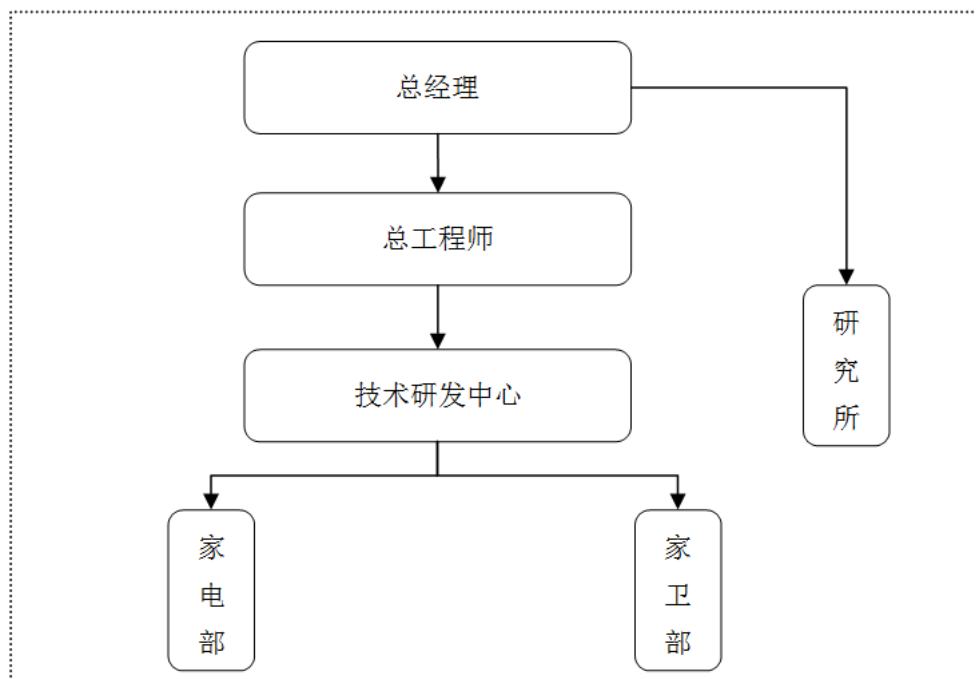 总经理
总工程师
技术研发中心
研究所
家电部
家卫部